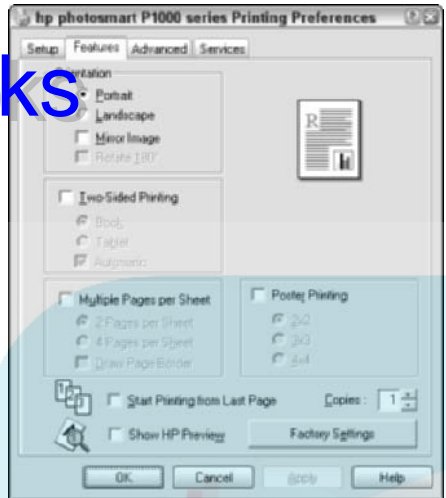 hp photosmart P1000 series Printing Preferences
Setup Features Advanced Services
ks
Orientation
Portrait
Landscape
Mirror Image
Rotate 180°
R
Two-Sided Printing
Book
Tablet
Automatic
Multiple Pages per Sheet
2 Pages per Sheet
4 Pages per Sheet
Draw Page Border
Poster Printing
2x2
3x3
4x4
1 2 3
Start Printing from Last Page
Copies : 1
Show HP Preview
Factory Settings
OK Cancel Apply Help